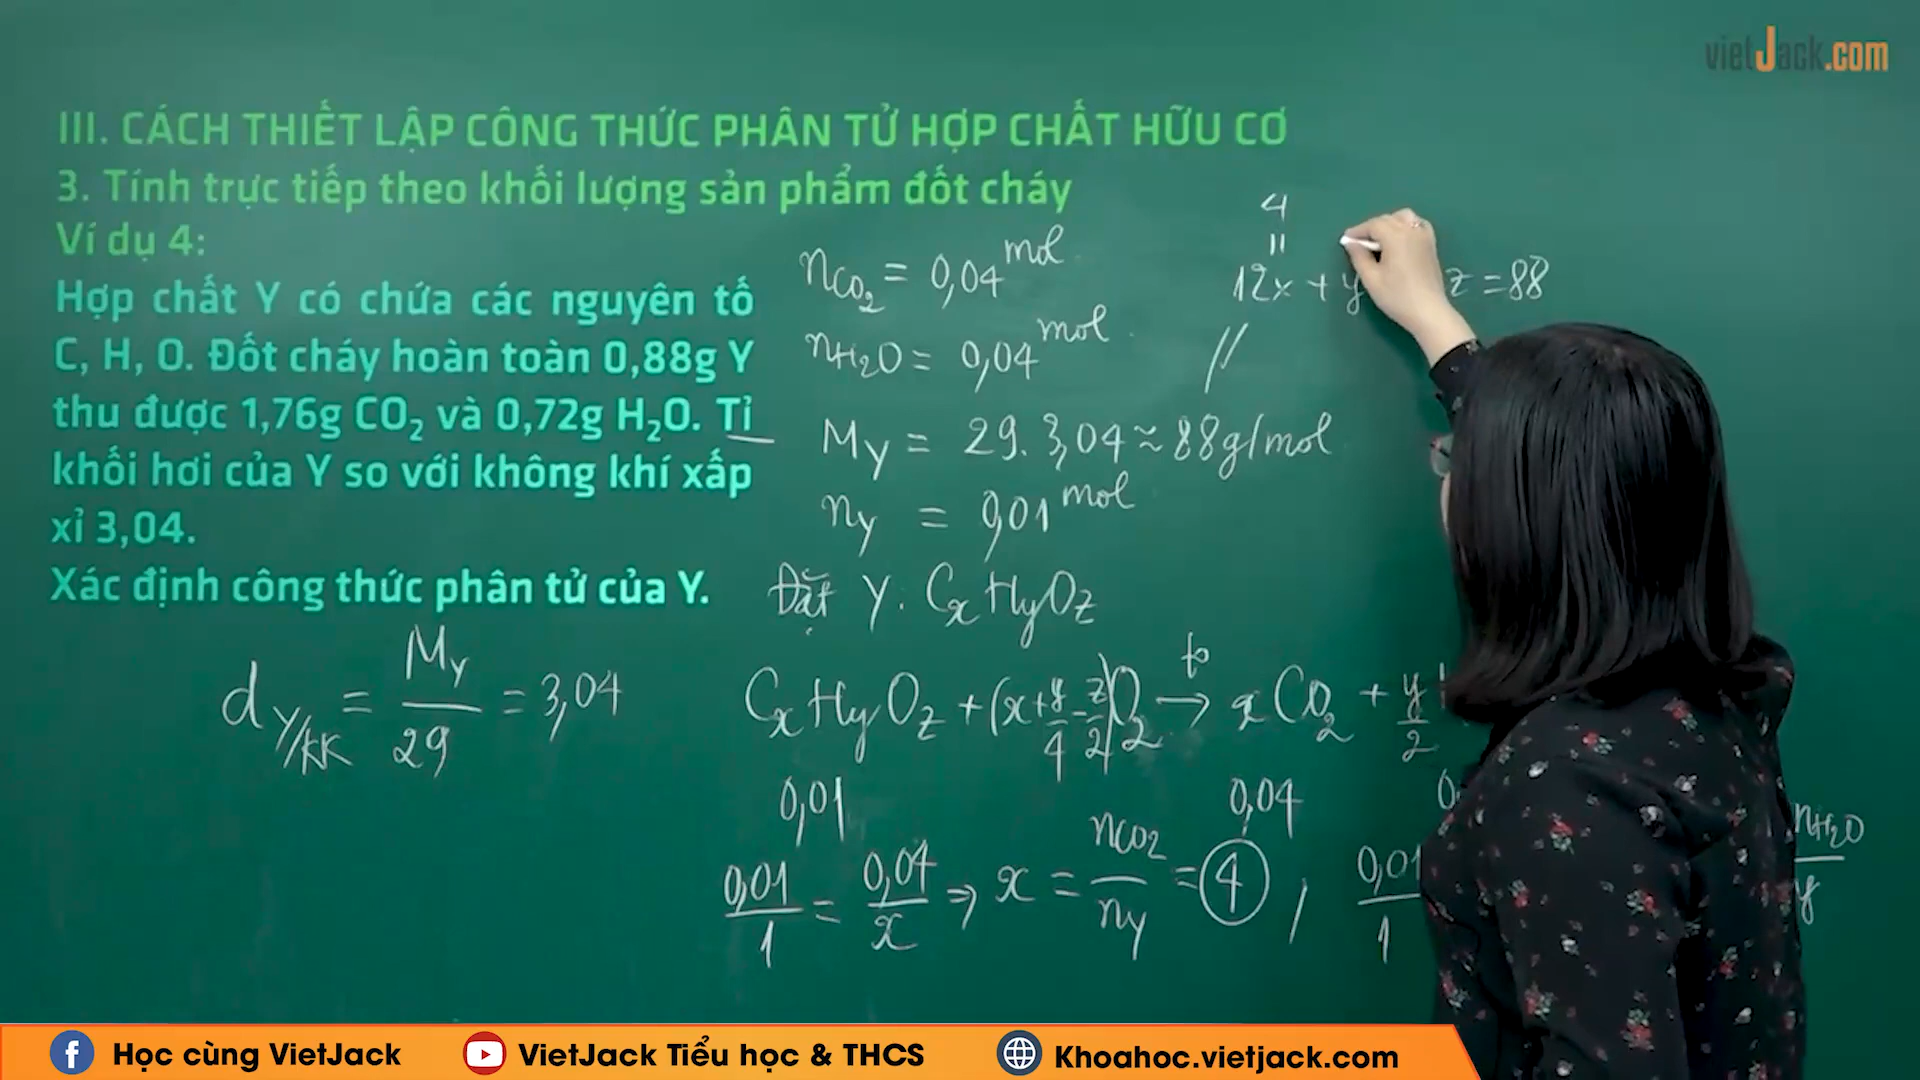 vietJack.com
III. CÁCH THIẾT LẬP CÔNG THỨC PHÂN TỬ HỢP CHẤT HỮU CƠ
3. Tính trực tiếp theo khối lượng sản phẩm đốt cháy
Ví dụ 4:
Hợp chất Y có chứa các nguyên tố
C, H, O. Đốt cháy hoàn toàn 0,88g Y
thu được 1,76g CO₂ và 0,72g H₂O. Tỉ
khối hơi của Y so với không khí xấp
xỉ 3,04.
Xác định công thức phân tử của Y.
d Y/KK = My/29 = 3,04
nCO₂ = 0,04 mol
nH₂O = 0,04 mol
My = 29. 3,04 ≈ 88g/mol
ny = 0,01 mol
Đặt Y: CxHyOz
CxHyOz + (x+y/4-z/2)O₂ →to xCO₂ + y/2
0,01 0,04
0,01/1 = 0,04/x => x = nCO₂/ny = 4 , 0,01/1
nH₂O/y
4
=
12x + y z = 88
Học cùng VietJack
VietJack Tiểu học & THCS
Khoahoc.vietjack.com